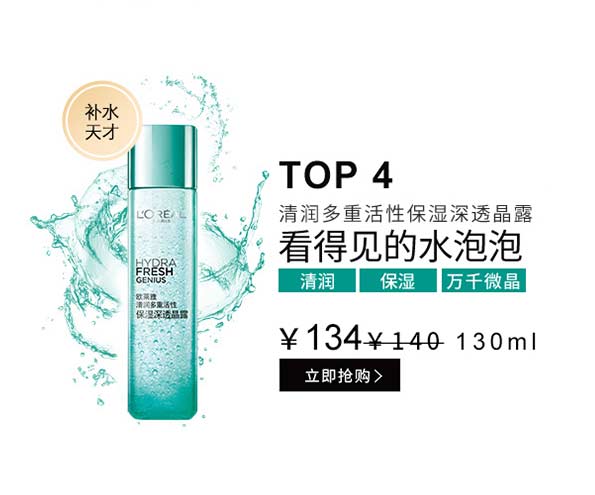 补水
天才
L'ORÉAL
HYDRA
FRESH
GENIUS
欧莱雅
清润多重活性
保湿深透晶露
TOP 4
清润多重活性保湿深透晶露
看得见的水泡泡
清润 保湿 万千微晶
￥134￥140 130ml
立即抢购>